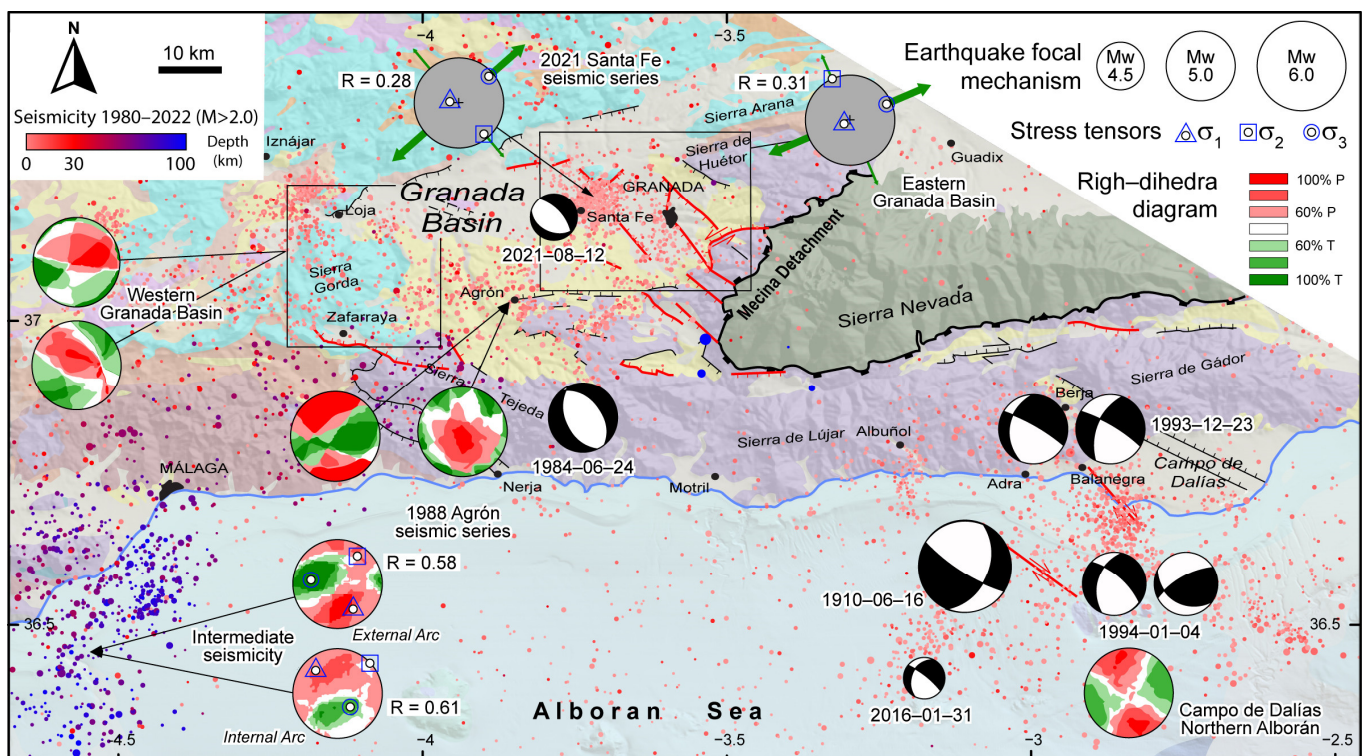 N
10 km
Seismicity 1980–2022 (M>2.0)
0 30 100
Depth
(km)
-4
-3.5
2021 Santa Fe
seismic series
R = 0.28
R = 0.31
Earthquake focal
mechanism
Mw
4.5
Mw
5.0
Mw
6.0
Stress tensors σ1 σ2 σ3
Righ–dihedra
diagram
100% P
60% P
60% T
100% T
Iznájar
Sierra Arana
Sierra de
Huétor
Guadix
Eastern
Granada Basin
Granada
Basin
Loja
GRANADA
Santa Fe
2021–08–12
Mecina Detachment
Sierra Nevada
Western
Granada Basin
Sierra
Gorda
Agrón
Zafarraya
37
37
Sierra
Tejeda
Sierra de Gádor
Berja
1993–12–23
1984–06–24
Sierra de Lújar
Albuñol
Campo de
Dalías
MÁLAGA
Nerja
Motril
Adra
Balanegra
1988 Agrón
seismic series
R = 0.58
External Arc
Intermediate
seismicity
1910–06–16
1994–01–04
36.5
36.5
R = 0.61
Internal Arc
Alboran Sea
2016–01–31
Campo de Dalías
Northern Alborán
-4.5
-4
-3.5
-3
-2.5